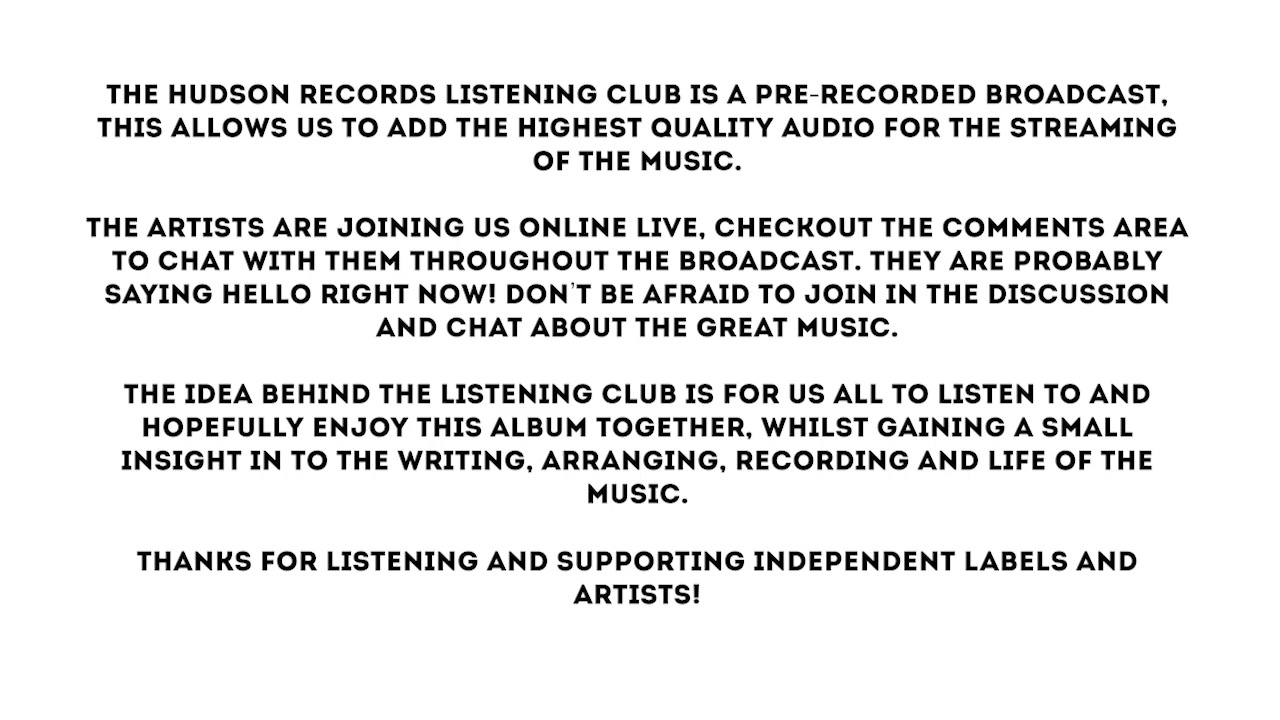 THE HUDSON RECORDS LISTENING CLUB IS A PRE-RECORDED BROADCAST,
THIS ALLOWS US TO ADD THE HIGHEST QUALITY AUDIO FOR THE STREAMING
OF THE MUSIC.
THE ARTISTS ARE JOINING US ONLINE LIVE, CHECKOUT THE COMMENTS AREA
TO CHAT WITH THEM THROUGHOUT THE BROADCAST. THEY ARE PROBABLY
SAYING HELLO RIGHT NOW! DON'T BE AFRAID TO JOIN IN THE DISCUSSION
AND CHAT ABOUT THE GREAT MUSIC.
THE IDEA BEHIND THE LISTENING CLUB IS FOR US ALL TO LISTEN TO AND
HOPEFULLY ENJOY THIS ALBUM TOGETHER, WHILST GAINING A SMALL
INSIGHT IN TO THE WRITING, ARRANGING, RECORDING AND LIFE OF THE
MUSIC.
THANKS FOR LISTENING AND SUPPORTING INDEPENDENT LABELS AND
ARTISTS!